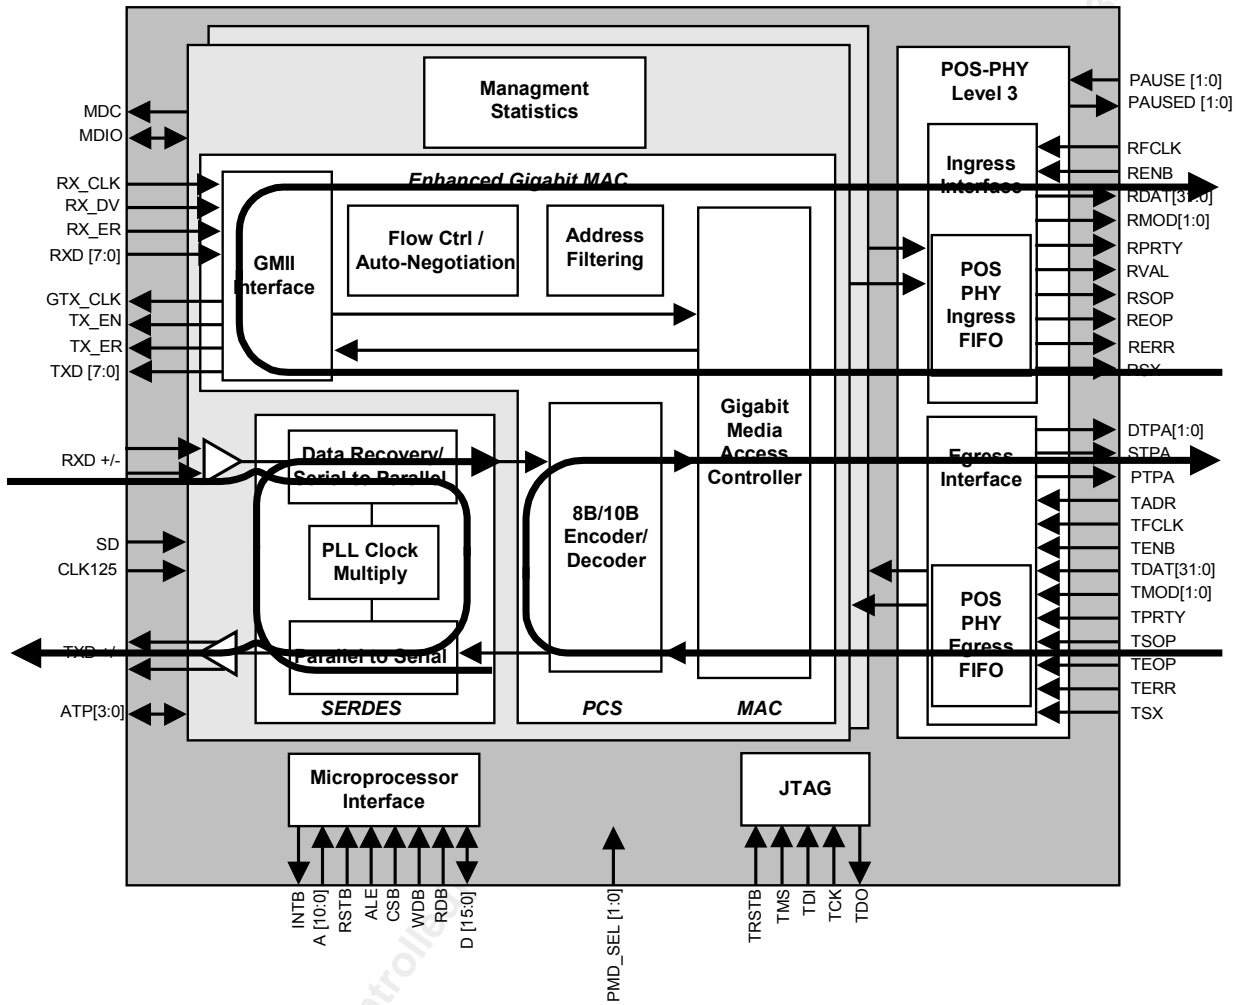 Managment
Statistics
POS-PHY
Level 3
PAUSE [1:0]
PAUSED [1:0]
MDC
MDIO
RX_CLK
RX_DV
RX_ER
RXD [7:0]
GTX_CLK
TX_EN
TX_ER
TXD [7:0]
RXD +/-
SD
CLK125
TXD +/-
ATP[3:0]
Enhanced Gigabit MAC
GMII
Interface
Flow Ctrl /
Auto-Negotiation
Address
Filtering
Gigabit
Media
Access
Controller
Data Recovery/
Serial to Parallel
PLL Clock
Multiply
Parallel to Serial
SERDES
8B/10B
Encoder/
Decoder
PCS
MAC
Ingress
Interface
POS
PHY
Ingress
FIFO
Egress
Interface
POS
PHY
Egress
FIFO
RFCLK
RENB
RDAT[31:0]
RMOD[1:0]
RPRTY
RVAL
RSOP
REOP
RERR
RSX
DTPA[1:0]
STPA
PTPA
TADR
TFCLK
TENB
TDAT[31:0]
TMOD[1:0]
TPRTY
TSOP
TEOP
TERR
TSX
Microprocessor
Interface
JTAG
INTB
A [10:0]
RSTB
ALE
CSB
WDB
RDB
D [15:0]
PMD_SEL [1:0]
TRSTB
TMS
TDI
TCK
TDO
ntrolled